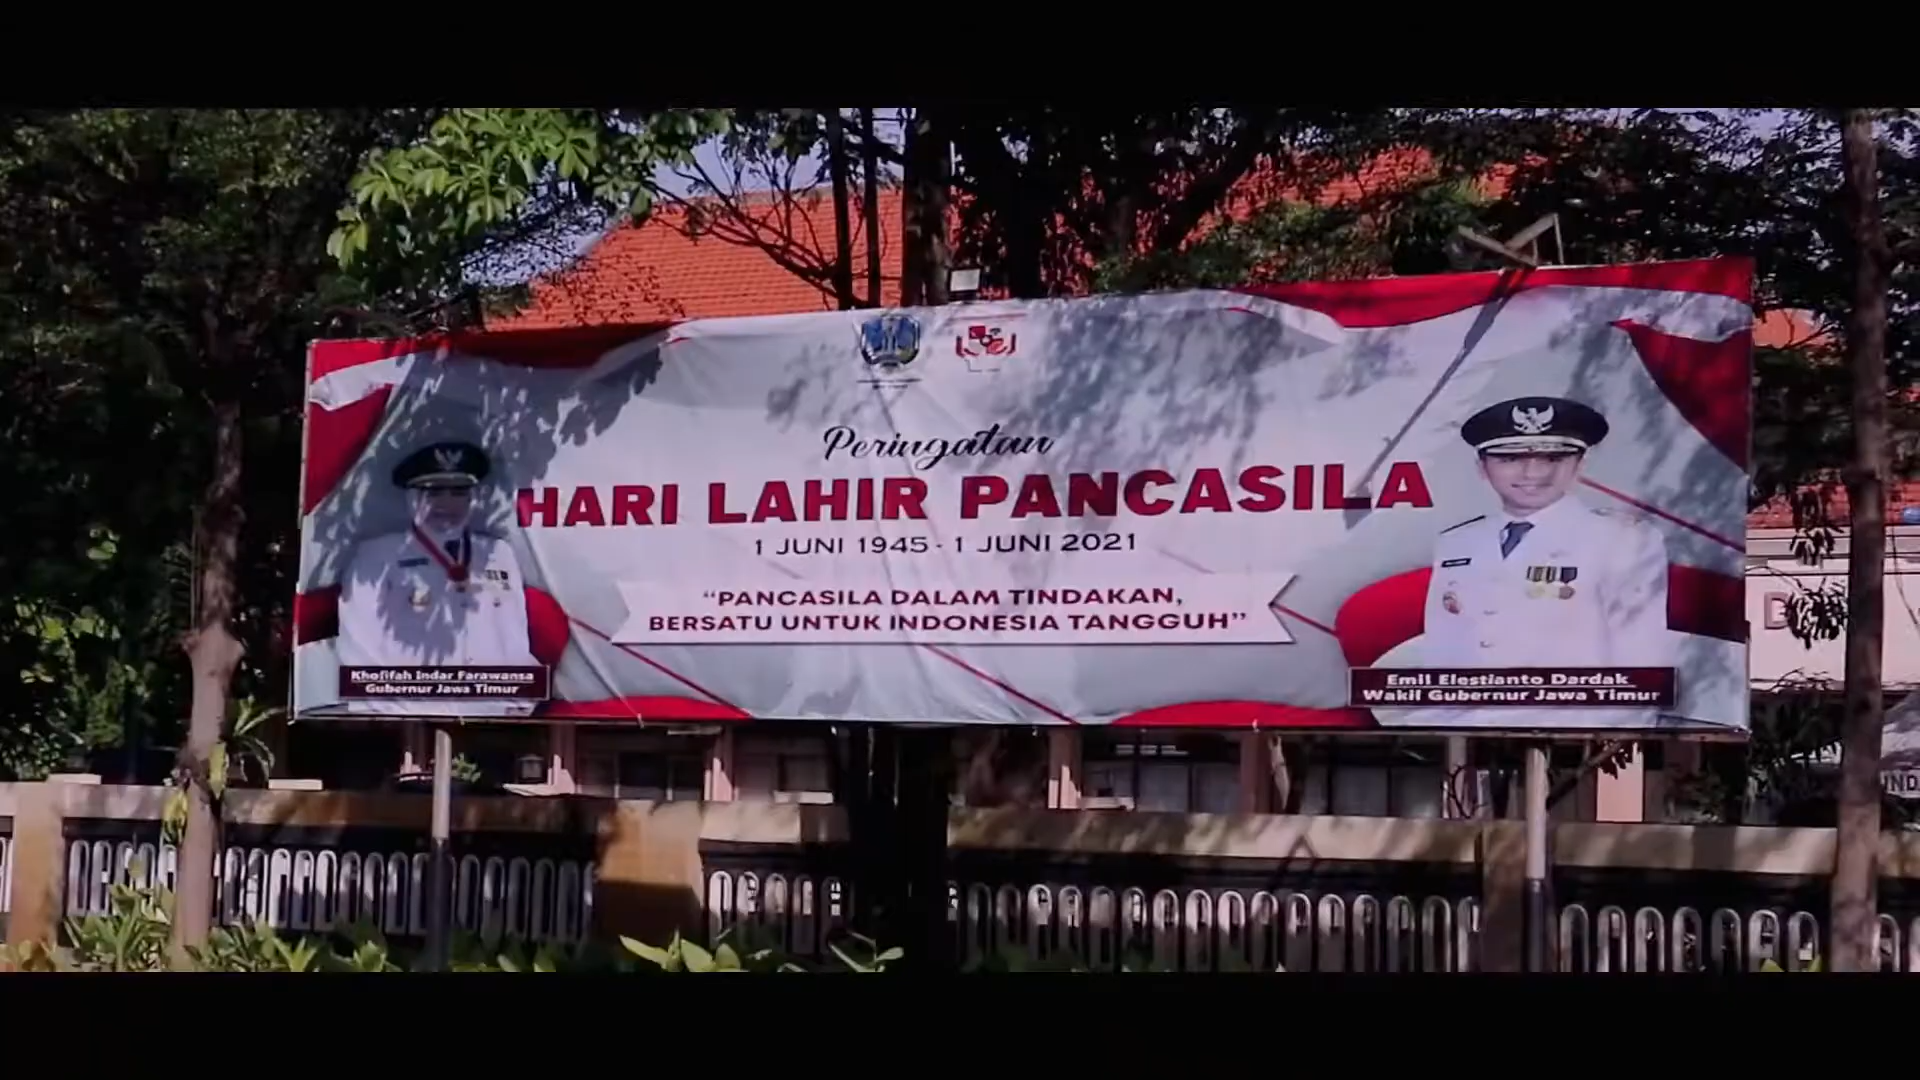 Peringatan
HARI LAHIR PANCASILA
1 JUNI 1945 - 1 JUNI 2021
“PANCASILA DALAM TINDAKAN,
BERSATU UNTUK INDONESIA TANGGUH”
Khofifah Indar Parawansa
Gubernur Jawa Timur
Emil Elestianto Dardak
Wakil Gubernur Jawa Timur